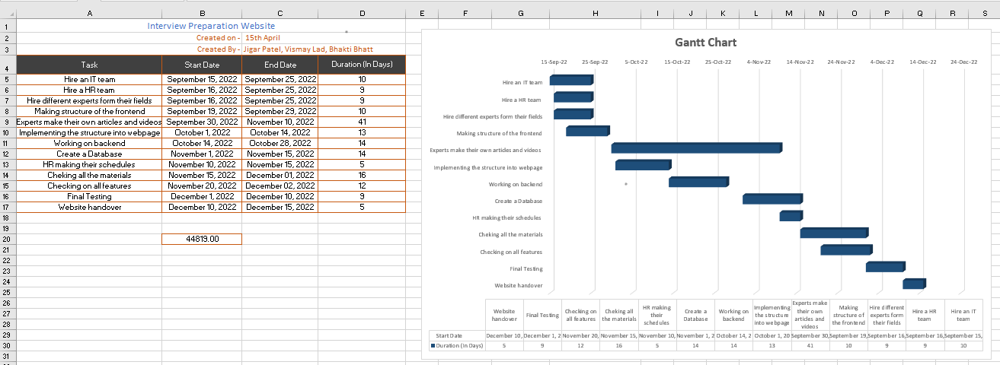 A B C D E F G H I J K L M N O P Q R S
1 Interview Preparation Website
2 Created on - 15th April
3 Created By - Jigar Patel, Vismay Lad, Bhakti Bhatt
4 Task Start Date End Date Duration (In Days)
5 Hire an IT team September 15, 2022 September 25, 2022 10
6 Hire a HR team September 16, 2022 September 25, 2022 9
7 Hire different experts form their fields September 16, 2022 September 25, 2022 9
8 Making structure of the frontend September 19, 2022 September 29, 2022 10
9 Experts make their own articles and videos September 30, 2022 November 10, 2022 41
10 Implementing the structure into webpage October 1, 2022 October 14, 2022 13
11 Working on backend October 14, 2022 October 28, 2022 14
12 Create a Database November 1, 2022 November 15, 2022 14
13 HR making their schedules November 10, 2022 November 15, 2022 5
14 Cheking all the materials November 15, 2022 December 01, 2022 16
15 Checking on all features November 20, 2022 December 02, 2022 12
16 Final Testing December 1, 2022 December 10, 2022 9
17 Website handover December 10, 2022 December 15, 2022 5
18
19
20 44819.00
21
22
23
24
25
26
27
28
29
30
31
Gantt Chart
15-Sep-22 25-Sep-22 5-Oct-22 15-Oct-22 25-Oct-22 4-Nov-22 14-Nov-22 24-Nov-22 4-Dec-22 14-Dec-22 24-Dec-22
Hire an IT team
Hire a HR team
Hire different experts form their fields
Making structure of the frontend
Experts make their own articles and videos
Implementing the structure into webpage
Working on backend
Create a Database
HR making their schedules
Cheking all the materials
Checking on all features
Final Testing
Website handover
Website
handover
Final Testing
Checking on
all features
Cheking all
the materials
HR making
their
schedules
Create a
Database
Working on
backend
Implementing
the structure
into webpage
Experts make
their own
articles and
videos
Making
structure of
the frontend
Hire different
experts form
their fields
Hire a HR
team
Hire an IT
team
Start Date December 10, December 1, 2 November 20, November 15, November 10, November 1, 2 October 14, 2 October 1, 20 September 30, September 19, September 16, September 16, September 15,
Duration (In Days) 5 9 12 16 5 14 14 13 41 10 9 9 10